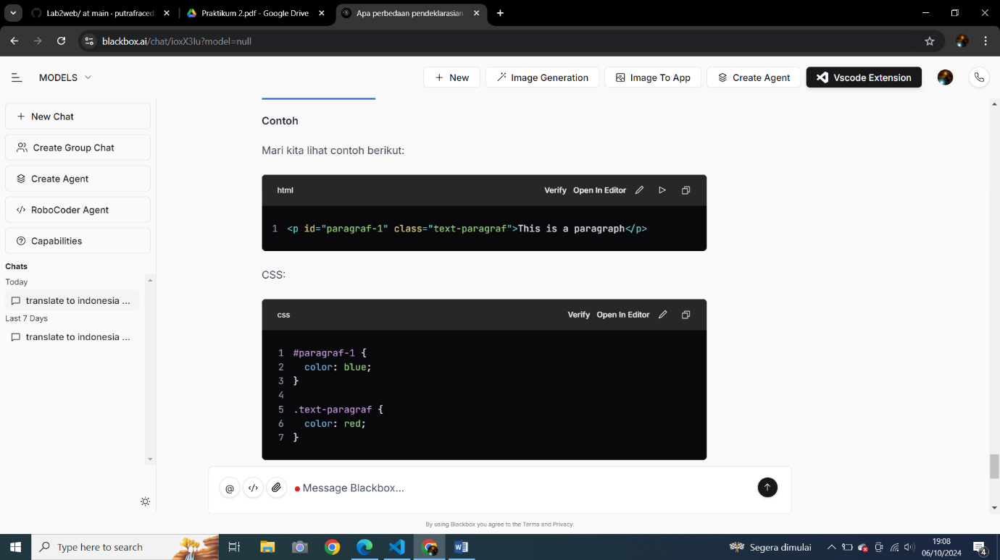 Lab2web/ at main · putrafraced
Praktikum 2.pdf - Google Drive
Apa perbedaan pendeklarasian
blackbox.ai/chat/ioxX3Iu?model=null
MODELS
New
Image Generation
Image To App
Create Agent
Vscode Extension
New Chat
Create Group Chat
Create Agent
RoboCoder Agent
Capabilities
Chats
Today
translate to indonesia ...
Last 7 Days
translate to indonesia ...
Contoh
Mari kita lihat contoh berikut:
html
Verify Open In Editor
1 <p id="paragraf-1" class="text-paragraf">This is a paragraph</p>
CSS:
css
Verify Open In Editor
1 #paragraf-1 {
2 color: blue;
3 }
4
5 .text-paragraf {
6 color: red;
7 }
@
</>
Message Blackbox...
By using Blackbox you agree to the Terms and Privacy.
Type here to search
Segera dimulai
19:08
06/10/2024
4